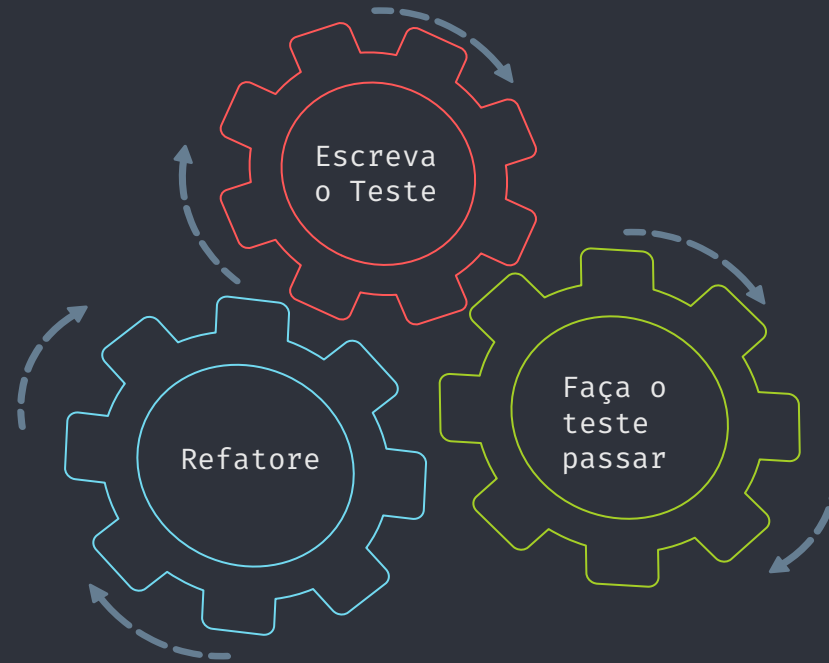 Escreva
o Teste
Faça o
teste
passar
Refatore